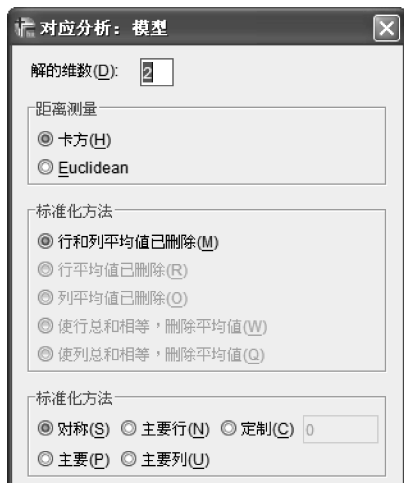 对应分析：模型
解的维数(D): 2
距离测量
卡方(H)
Euclidean
标准化方法
行和列平均值已删除(M)
行平均值已删除(R)
列平均值已删除(O)
使行总和相等，删除平均值(W)
使列总和相等，删除平均值(Q)
标准化方法
对称(S) 主要行(N) 定制(C) 0
主要(P) 主要列(U)